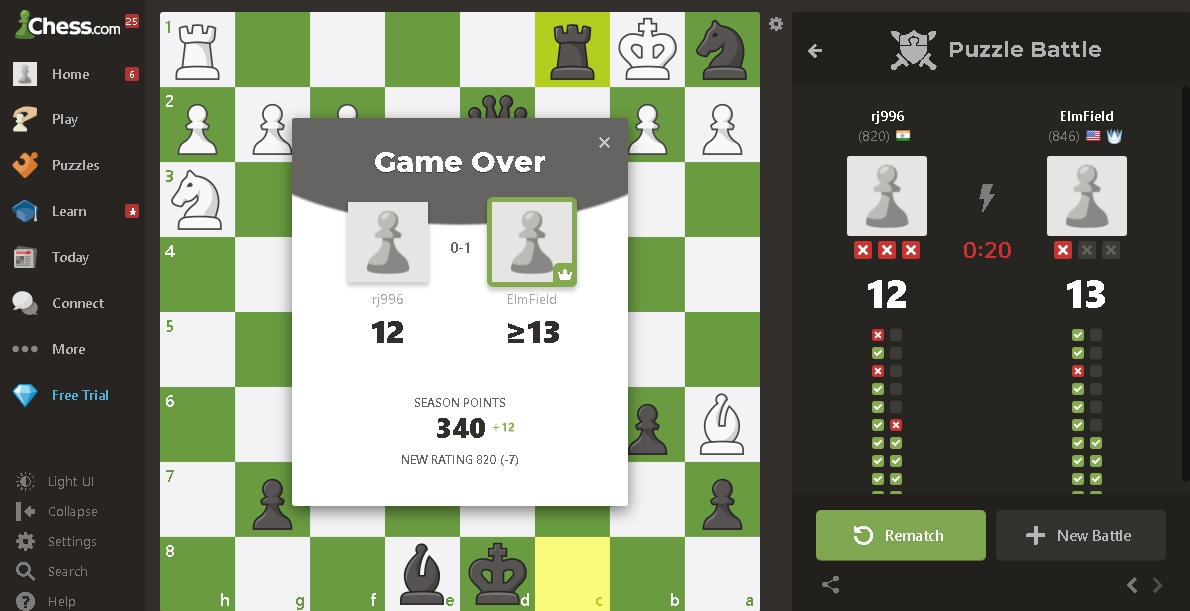 Chess.com 25
Home 6
Play
Puzzles
Learn
Today
Connect
More
Free Trial
Light UI
Collapse
Settings
Search
Help
1
2
3
4
5
6
7
8
h g f e d c b a
Game Over
0-1
rj996 ElmField
12 ≥13
SEASON POINTS
340 +12
NEW RATING 820 (-7)
Puzzle Battle
rj996 ElmField
(820) (846)
0:20
12 13
Rematch New Battle